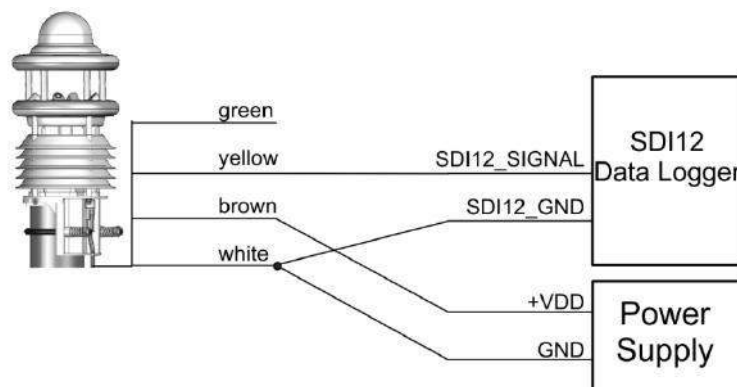 green
yellow
SDI12_SIGNAL
SDI12
Data Logger
brown
SDI12_GND
white
+VDD
Power
Supply
GND